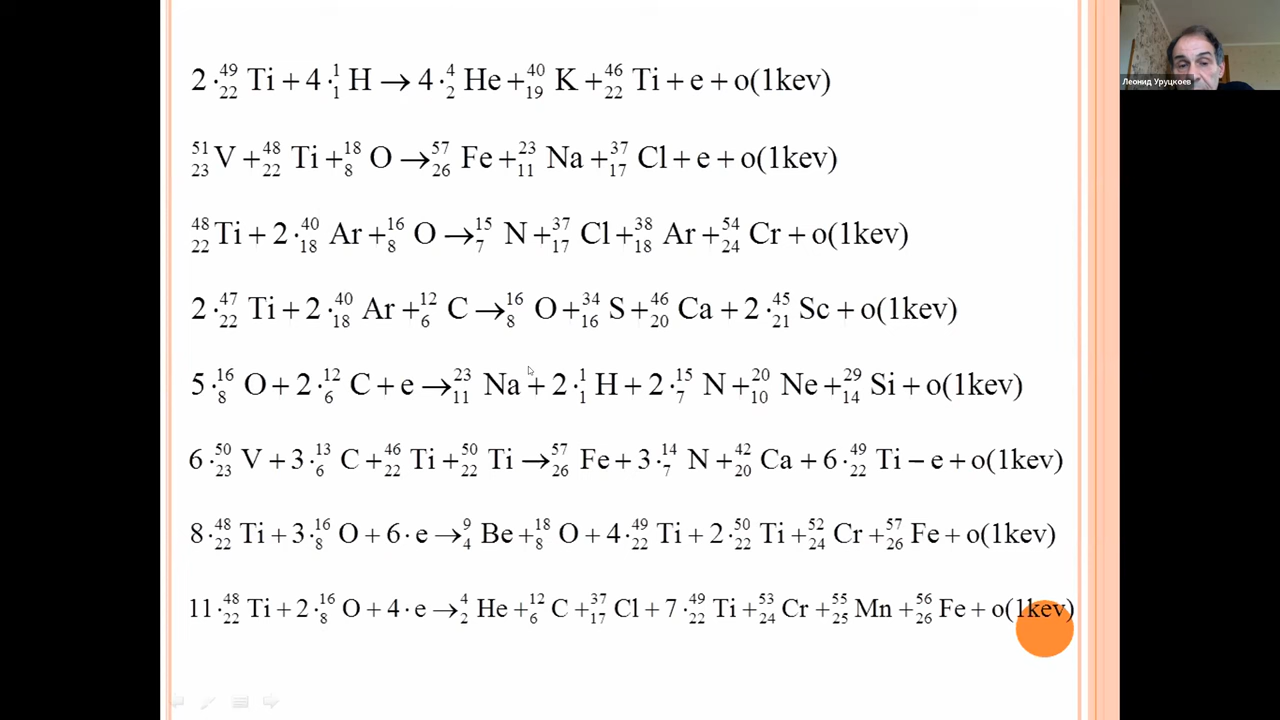 2·⁴⁹₂₂Ti + 4·¹₁H → 4·⁴₂He + ⁴⁰₁₉K + ⁴⁶₂₂Ti + e + o(1kev)
Леонид Уруцкоев
⁵¹₂₃V + ⁴⁸₂₂Ti + ¹⁸₈O → ⁵⁷₂₆Fe + ²³₁₁Na + ³⁷₁₇Cl + e + o(1kev)
⁴⁸₂₂Ti + 2·⁴⁰₁₈Ar + ¹⁶₈O → ¹⁵₇N + ³⁷₁₇Cl + ³⁸₁₈Ar + ⁵⁴₂₄Cr + o(1kev)
2·⁴⁷₂₂Ti + 2·⁴⁰₁₈Ar + ¹²₆C → ¹⁶₈O + ³⁴₁₆S + ⁴⁶₂₀Ca + 2·⁴⁵₂₁Sc + o(1kev)
5·¹⁶₈O + 2·¹²₆C + e → ²³₁₁Na + 2·¹₁H + 2·¹⁵₇N + ²⁰₁₀Ne + ²⁹₁₄Si + o(1kev)
6·⁵⁰₂₃V + 3·¹³₆C + ⁴⁶₂₂Ti + ⁵⁰₂₂Ti → ⁵⁷₂₆Fe + 3·¹⁴₇N + ⁴²₂₀Ca + 6·⁴⁹₂₂Ti − e + o(1kev)
8·⁴⁸₂₂Ti + 3·¹⁶₈O + 6·e → ⁹₄Be + ¹⁸₈O + 4·⁴⁹₂₂Ti + 2·⁵⁰₂₂Ti + ⁵²₂₄Cr + ⁵⁷₂₆Fe + o(1kev)
11·⁴⁸₂₂Ti + 2·¹⁶₈O + 4·e → ⁴₂He + ¹²₆C + ³⁷₁₇Cl + 7·⁴⁹₂₂Ti + ⁵³₂₄Cr + ⁵⁵₂₅Mn + ⁵⁶₂₆Fe + o(1kev)